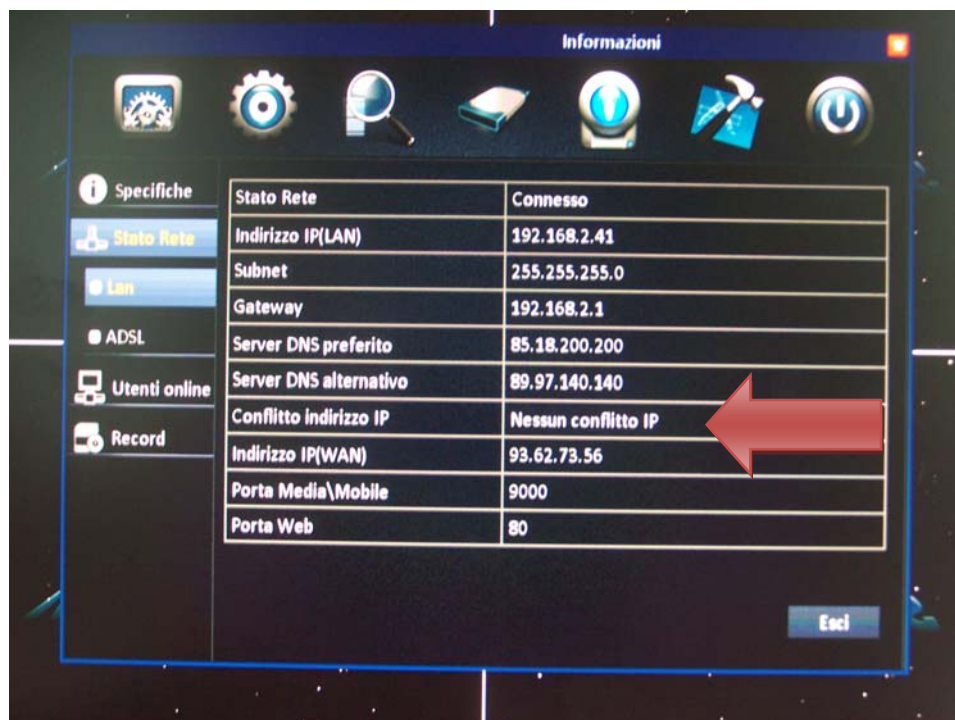 Informazioni
Specifiche
Stato Rete
Lan
ADSL
Utenti online
Record
Stato Rete Connesso
Indirizzo IP(LAN) 192.168.2.41
Subnet 255.255.255.0
Gateway 192.168.2.1
Server DNS preferito 85.18.200.200
Server DNS alternativo 89.97.140.140
Conflitto indirizzo IP Nessun conflitto IP
Indirizzo IP(WAN) 93.62.73.56
Porta Media\Mobile 9000
Porta Web 80
Esci